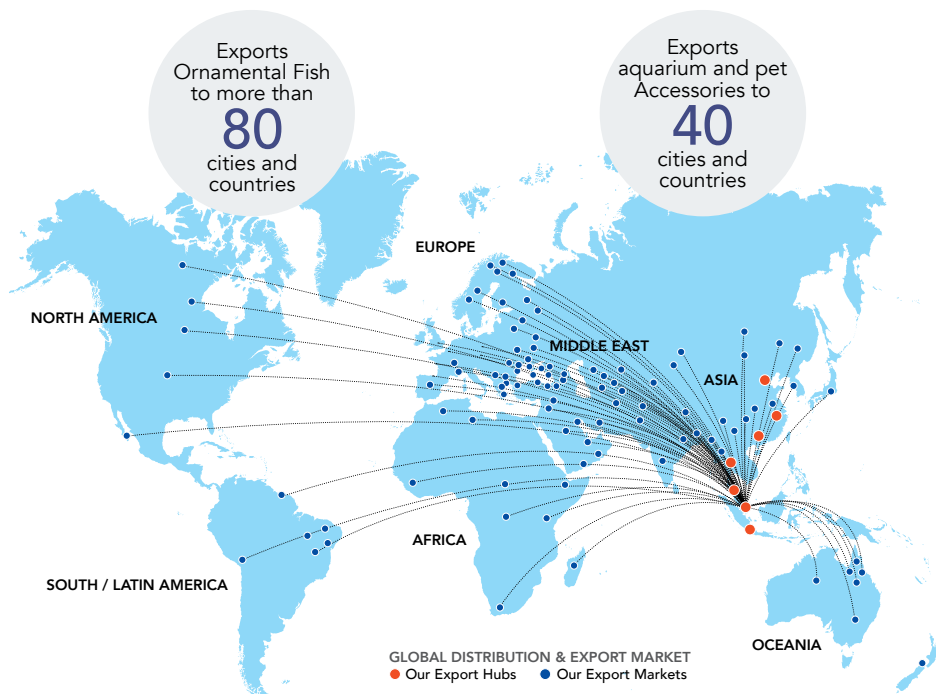 Exports
Ornamental Fish
to more than
80
cities and
countries
Exports
aquarium and pet
Accessories to
40
cities and
countries
EUROPE
NORTH AMERICA
MIDDLE EAST
ASIA
AFRICA
SOUTH / LATIN AMERICA
OCEANIA
GLOBAL DISTRIBUTION & EXPORT MARKET
Our Export Hubs
Our Export Markets